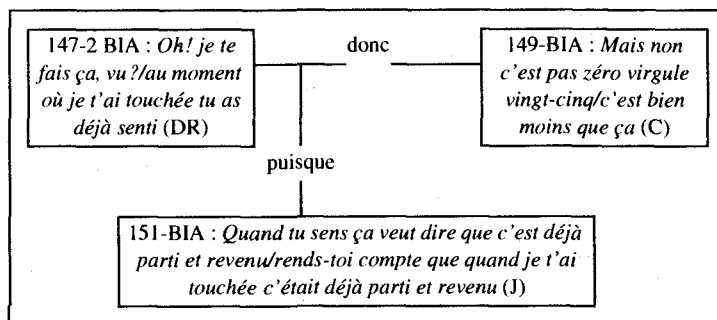 147-2 BIA : Oh! je te
fais ça, vu ?/au moment
où je t'ai touchée tu as
déjà senti (DR)
donc
149-BIA : Mais non
c'est pas zéro virgule
vingt-cinq/c'est bien
moins que ça (C)
puisque
151-BIA : Quand tu sens ça veut dire que c'est déjà
parti et revenu/rends-toi compte que quand je t'ai
touchée c'était déjà parti et revenu (J)